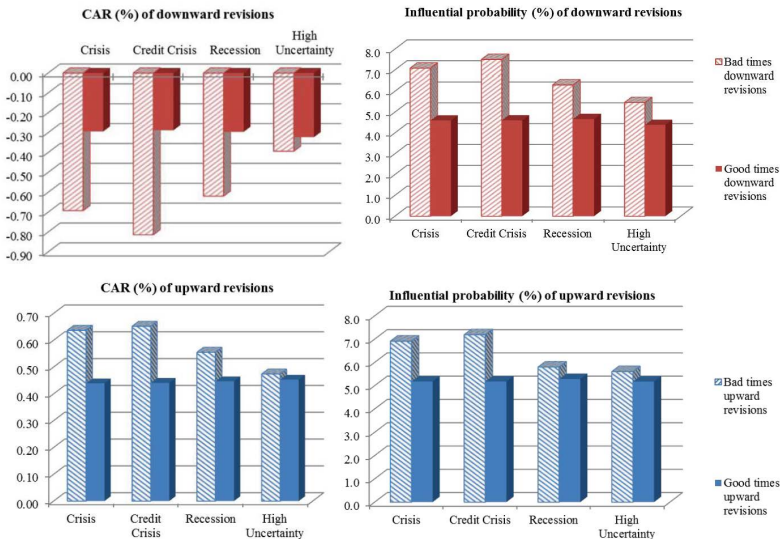 CAR (%) of downward revisions
Crisis
Credit Crisis
Recession
High
Uncertainty
0.00
-0.10
-0.20
-0.30
-0.40
-0.50
-0.60
-0.70
-0.80
-0.90
Influential probability (%) of downward revisions
8.0
7.0
6.0
5.0
4.0
3.0
2.0
1.0
0.0
Crisis
Credit Crisis
Recession
High
Uncertainty
Bad times
downward
revisions
Good times
downward
revisions
CAR (%) of upward revisions
0.70
0.60
0.50
0.40
0.30
0.20
0.10
0.00
Crisis
Credit
Crisis
Recession
High
Uncertainty
Influential probability (%) of upward revisions
8.0
7.0
6.0
5.0
4.0
3.0
2.0
1.0
0.0
Crisis
Credit Crisis
Recession
High
Uncertainty
Bad times
upward
revisions
Good times
upward
revisions